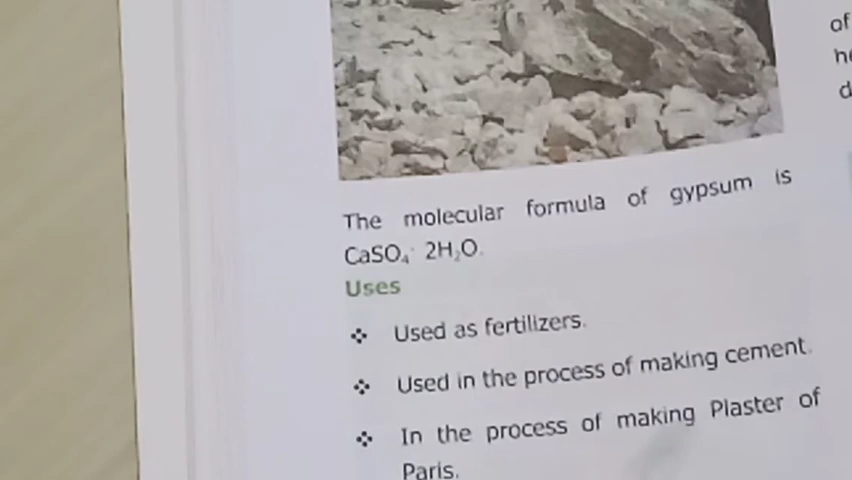 The molecular formula of gypsum is
CaSO₄· 2H₂O.
Uses
❖ Used as fertilizers.
❖ Used in the process of making cement.
❖ In the process of making Plaster of
Paris.
of